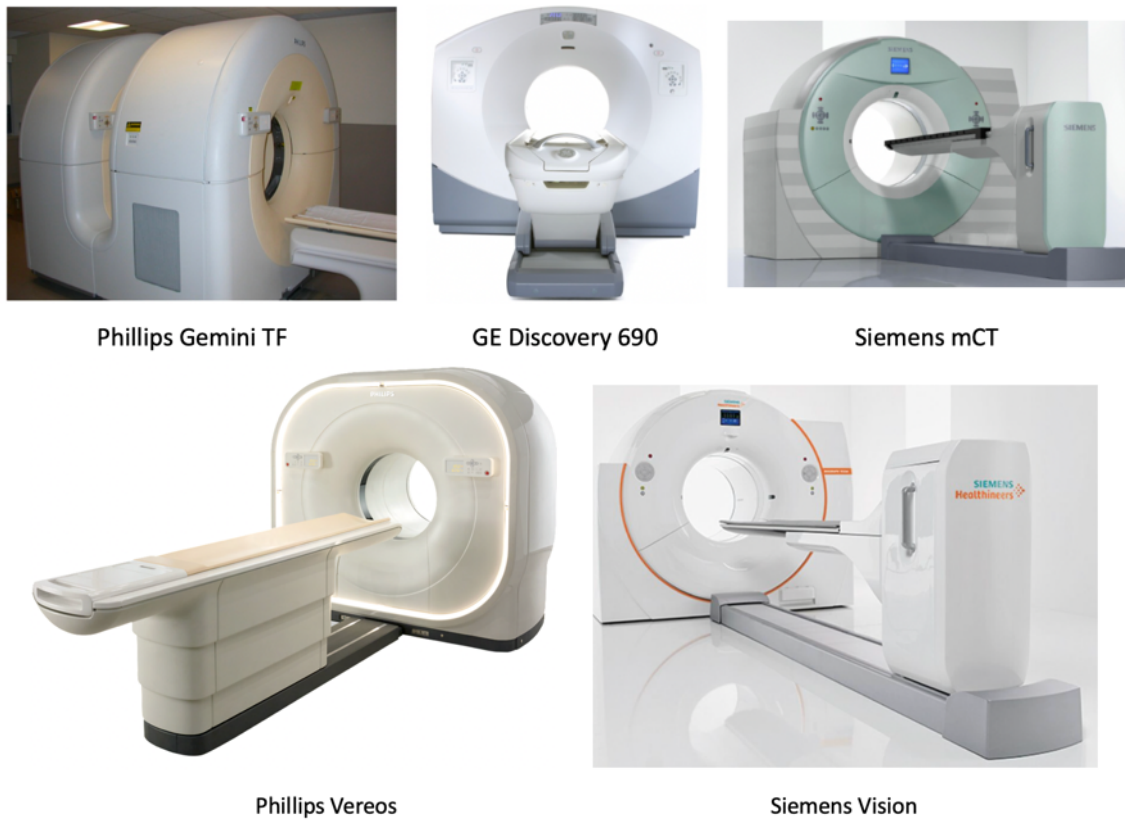 Phillips Gemini TF
GE Discovery 690
SIEMENS
Siemens mCT
PHILIPS
SIEMENS
Healthineers
Phillips Vereos
Siemens Vision